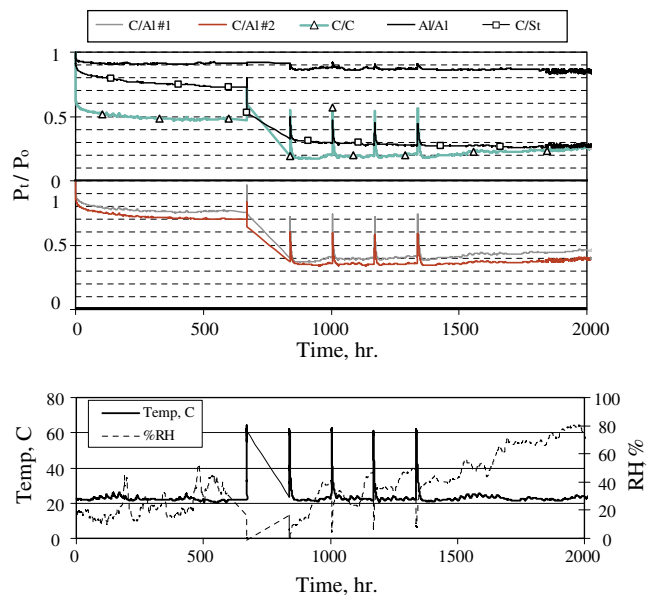 C/Al #1 C/Al #2 C/C Al/Al C/St
1
0.5
0
1
0.5
0
Pt / Po
0 500 1000 1500 2000
Time, hr.
80 100
60 80
60
40
40
20
20
0 0
Temp, C
%RH
Temp, C
RH %
0 500 1000 1500 2000
Time, hr.